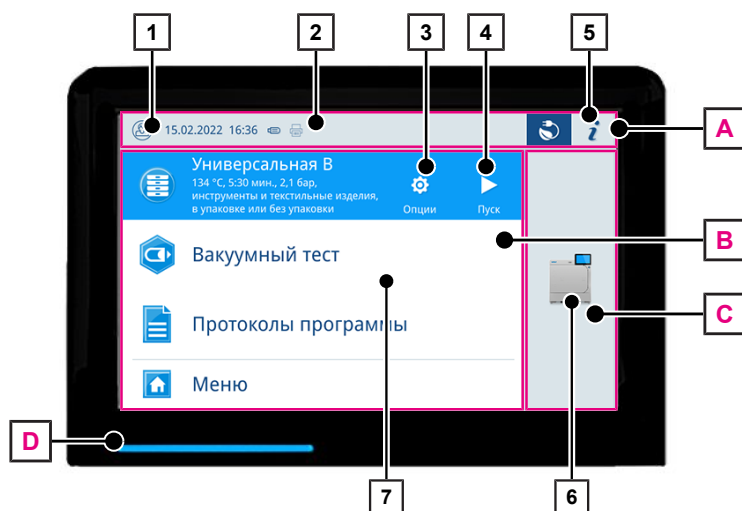 1 2 3 4 5
15.02.2022 16:36 i A
Универсальная B
134 °C, 5:30 мин., 2,1 бар,
инструменты и текстильные изделия,
в упаковке или без упаковки
Опции Пуск
B
Вакуумный тест
C
Протоколы программы
Меню
D
7 6